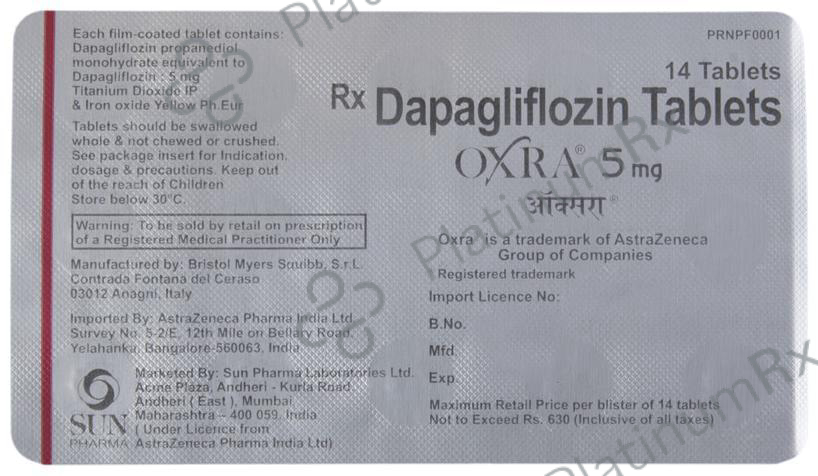 Each film-coated tablet contains:
Dapagliflozin propanediol
monohydrate equivalent to
Dapagliflozin : 5 mg
Titanium Dioxide IP
& Iron oxide Yellow Ph.Eur
Tablets should be swallowed
whole & not chewed or crushed.
See package insert for Indication,
dosage & precautions. Keep out
of the reach of Children
Store below 30°C.
Warning: To be sold by retail on prescription
of a Registered Medical Practitioner Only
Manufactured by: Bristol Myers Squibb, S.r.L.
Contrada Fontana del Ceraso
03012 Anagni, Italy
Imported By: AstraZeneca Pharma India Ltd.
Survey No. 5-2/E, 12th Mile on Bellary Road,
Yelahanka, Bangalore-560063, India
SUN
PHARMA
Marketed By: Sun Pharma Laboratories Ltd.
Acme Plaza, Andheri - Kurla Road,
Andheri ( East ), Mumbai,
Maharashtra – 400 059. India
( Under Licence from
AstraZeneca Pharma India Ltd)
PRNPF0001
14 Tablets
Rx Dapagliflozin Tablets
OXRA® 5 mg
ऑक्सरा®
Oxra® is a trademark of AstraZeneca
Group of Companies
Registered trademark
Import Licence No:
B.No.
Mfd.
Exp.
Maximum Retail Price per blister of 14 tablets
Not to Exceed Rs. 630 (Inclusive of all taxes)
PlatinumRx
PlatinumRx
PlatinumRx